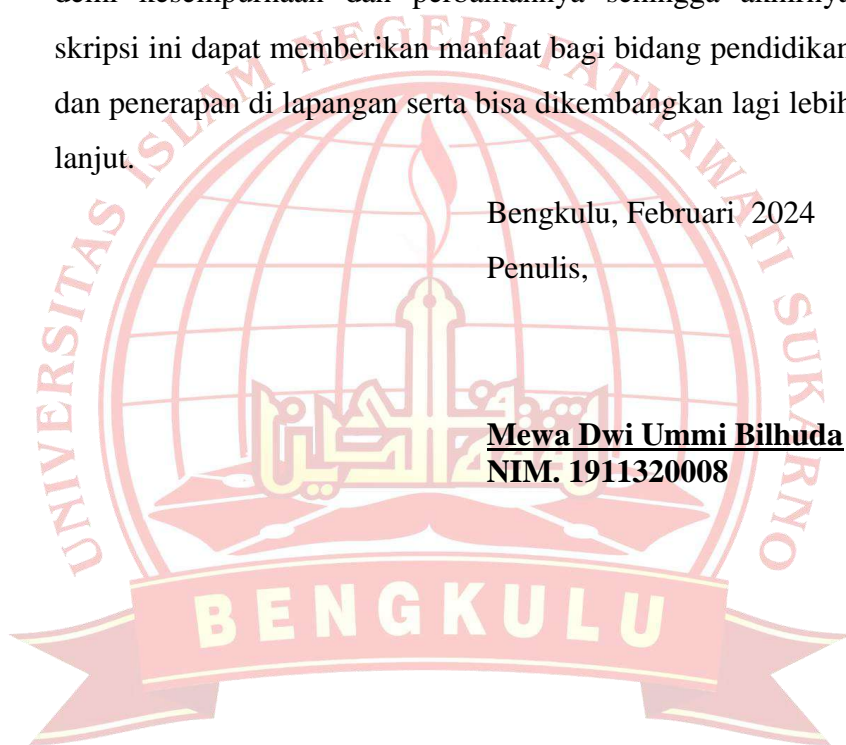 demi kesempurnaan dan perbaikannya sehingga akhirnya
skripsi ini dapat memberikan manfaat bagi bidang pendidikan
dan penerapan di lapangan serta bisa dikembangkan lagi lebih
lanjut.
Bengkulu, Februari 2024
Penulis,
Mewa Dwi Ummi Bilhuda
NIM. 1911320008
UNIVERSITAS ISLAM NEGERI FATMAWATI SUKARNO
BENGKULU